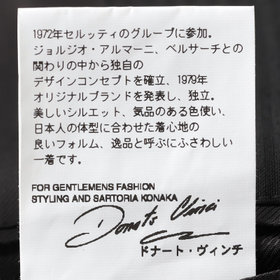 1972年セルッティのグループに参加。
ジョルジオ・アルマーニ、ベルサーチとの
関わりの中から独自の
デザインコンセプトを確立、1979年
オリジナルブランドを発表し、独立。
美しいシルエット、気品のある色使い、
日本人の体型に合わせた着心地の
良いフォルム、逸品と呼ぶにふさわしい
一着です。
FOR GENTLEMENS FASHION
STYLING AND SARTORIA KONAKA
Donato Vinci
ドナート・ヴィンチ